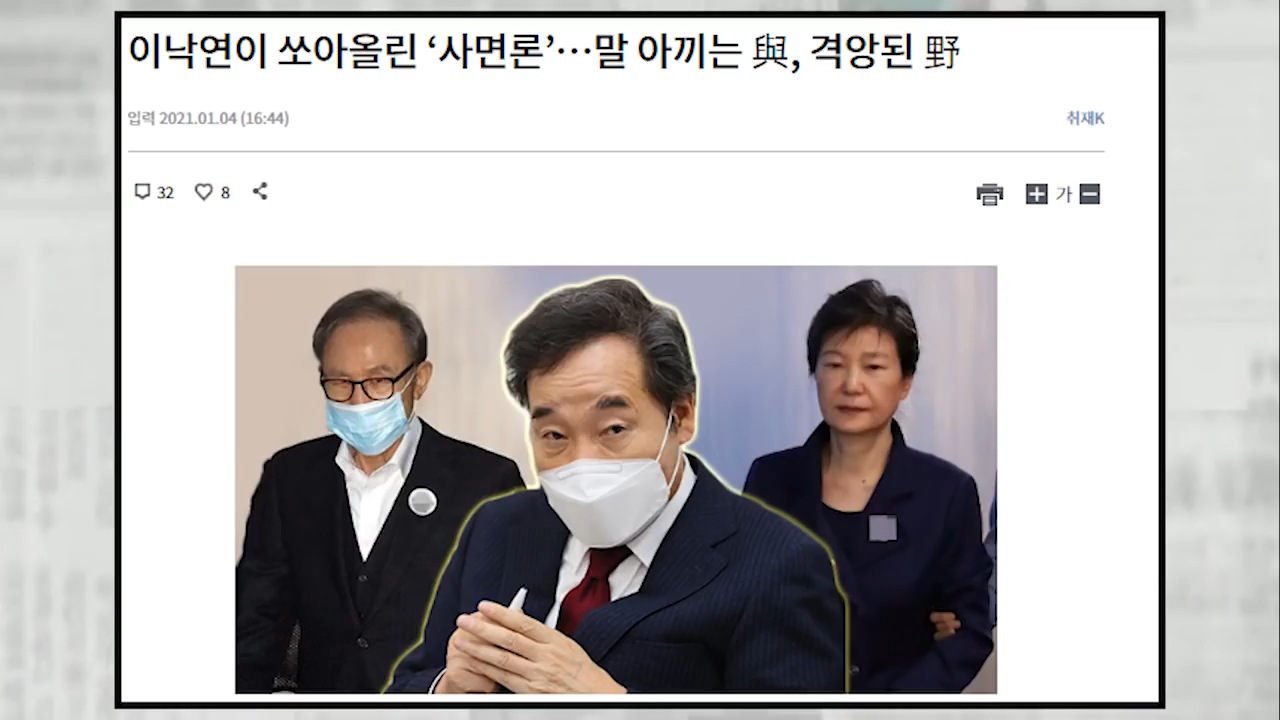 이낙연이 쏘아올린 ‘사면론’…말 아끼는 與, 격앙된 野
입력 2021.01.04 (16:44)
취재K
32
8
가